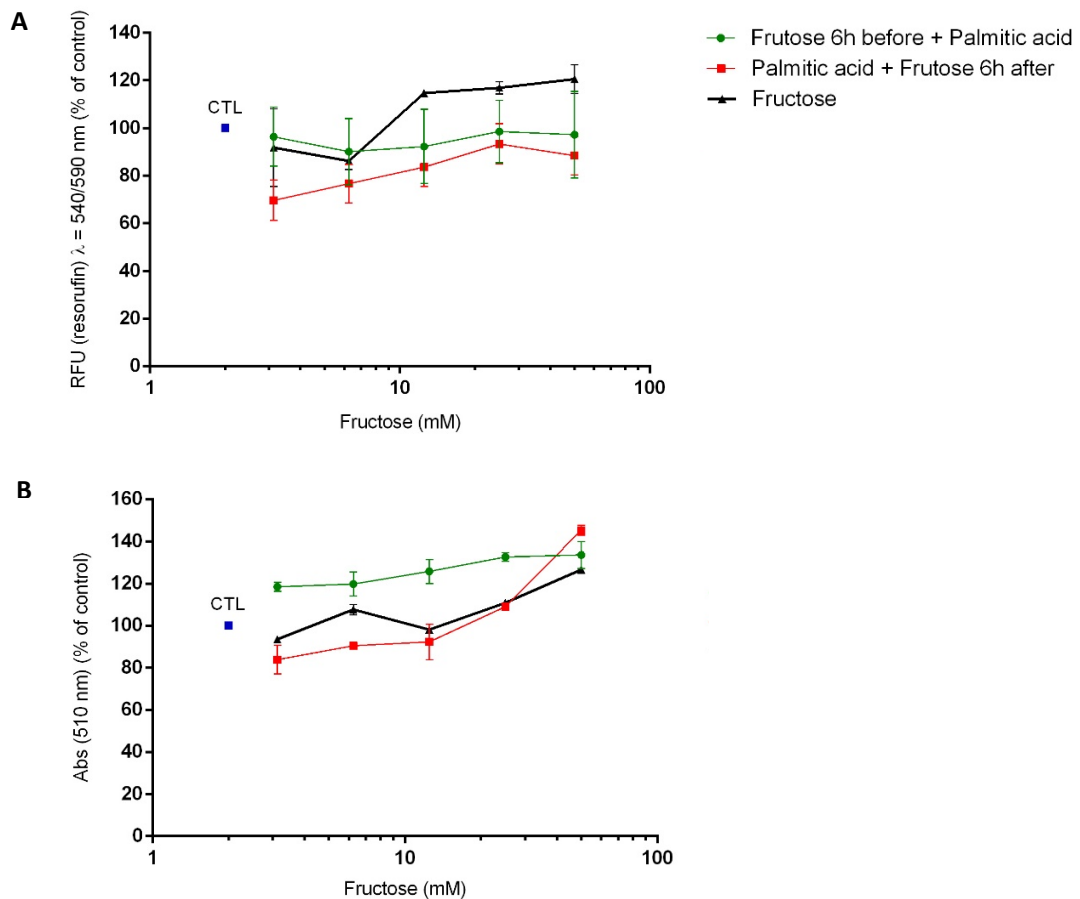 A
Frutose 6h before + Palmitic acid
Palmitic acid + Frutose 6h after
Fructose
RFU (resorufin) λ = 540/590 nm (% of control)
140
120
100
80
60
40
20
0
CTL
1
10
100
Fructose (mM)
B
Abs (510 nm) (% of control)
160
140
120
100
80
60
40
20
0
CTL
1
10
100
Fructose (mM)